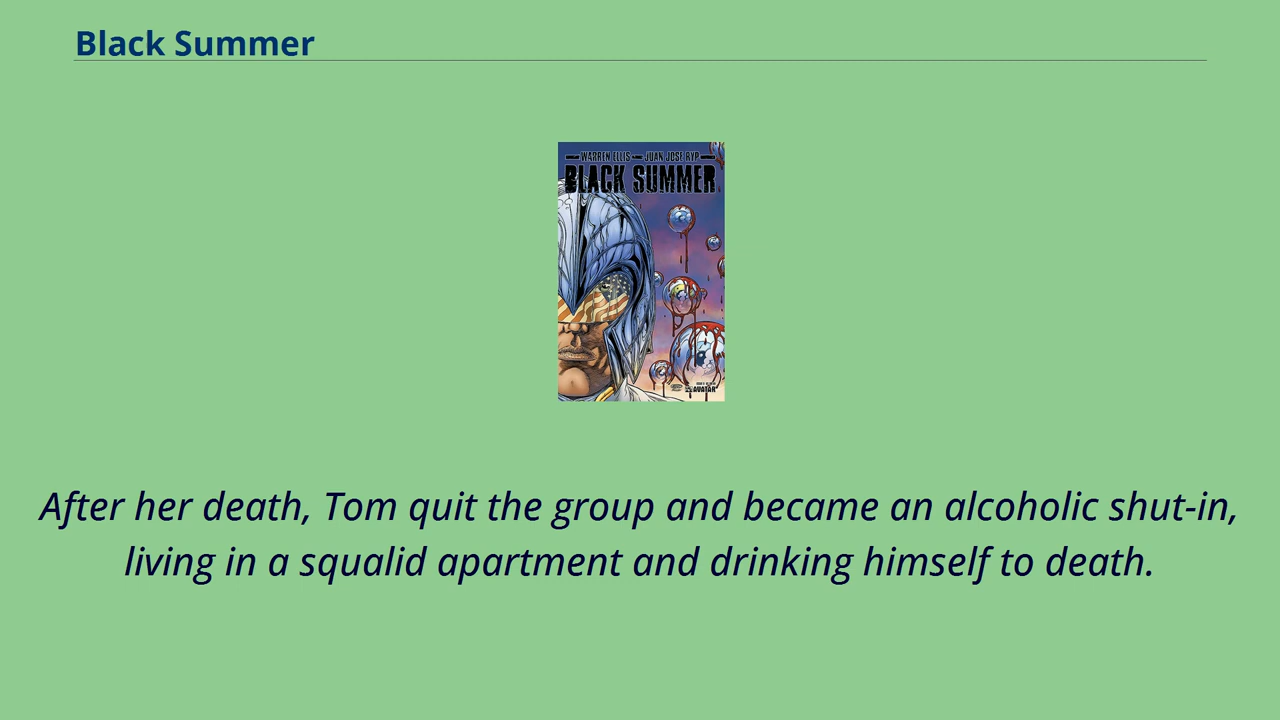 Black Summer
WARREN ELLIS JUAN JOSE RYP
BLACK SUMMER
AVATAR
After her death, Tom quit the group and became an alcoholic shut-in,
living in a squalid apartment and drinking himself to death.